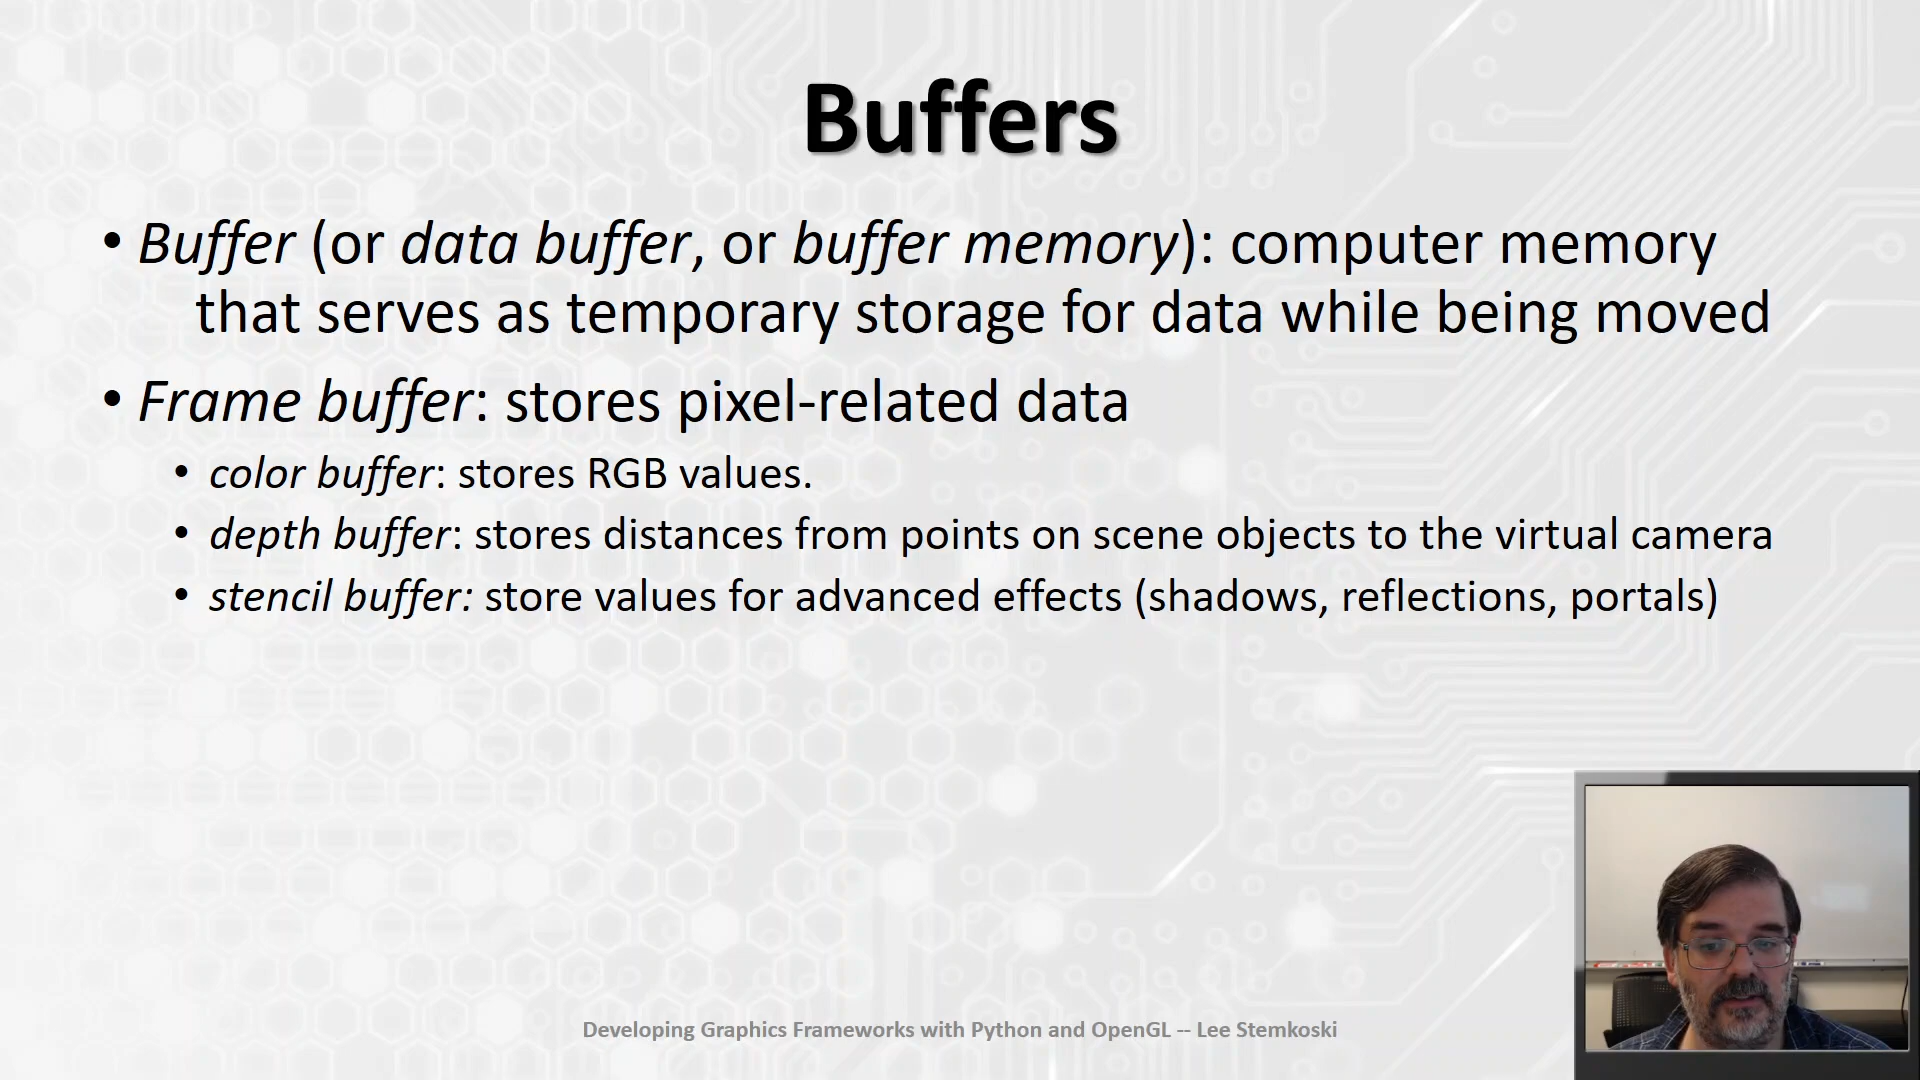 Buffers
• Buffer (or data buffer, or buffer memory): computer memory
that serves as temporary storage for data while being moved
• Frame buffer: stores pixel-related data
• color buffer: stores RGB values.
• depth buffer: stores distances from points on scene objects to the virtual camera
• stencil buffer: store values for advanced effects (shadows, reflections, portals)
Developing Graphics Frameworks with Python and OpenGL -- Lee Stemkoski